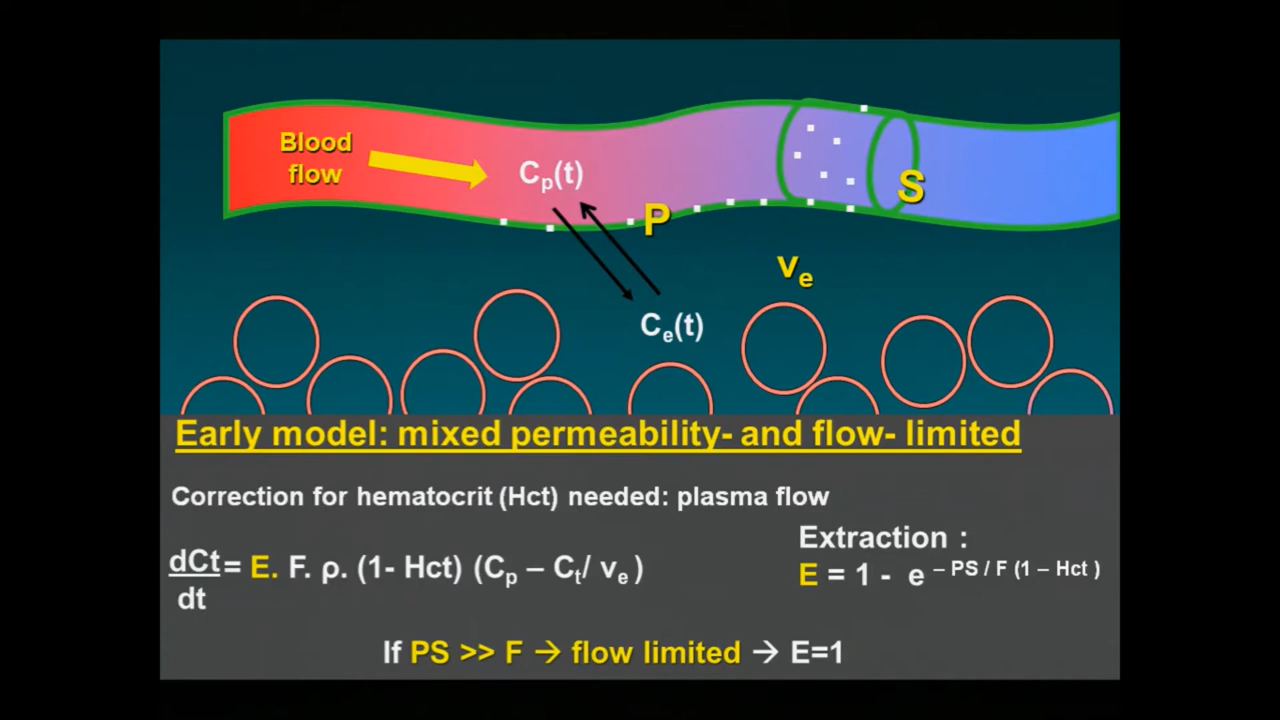 Blood
flow
Cp(t)
P
S
ve
Ce(t)
Early model: mixed permeability- and flow- limited
Correction for hematocrit (Hct) needed: plasma flow
dCt = E. F. ρ. (1- Hct) (Cp – Ct/ ve )
dt
Extraction :
E = 1 - e – PS / F (1 – Hct )
If PS >> F → flow limited → E=1